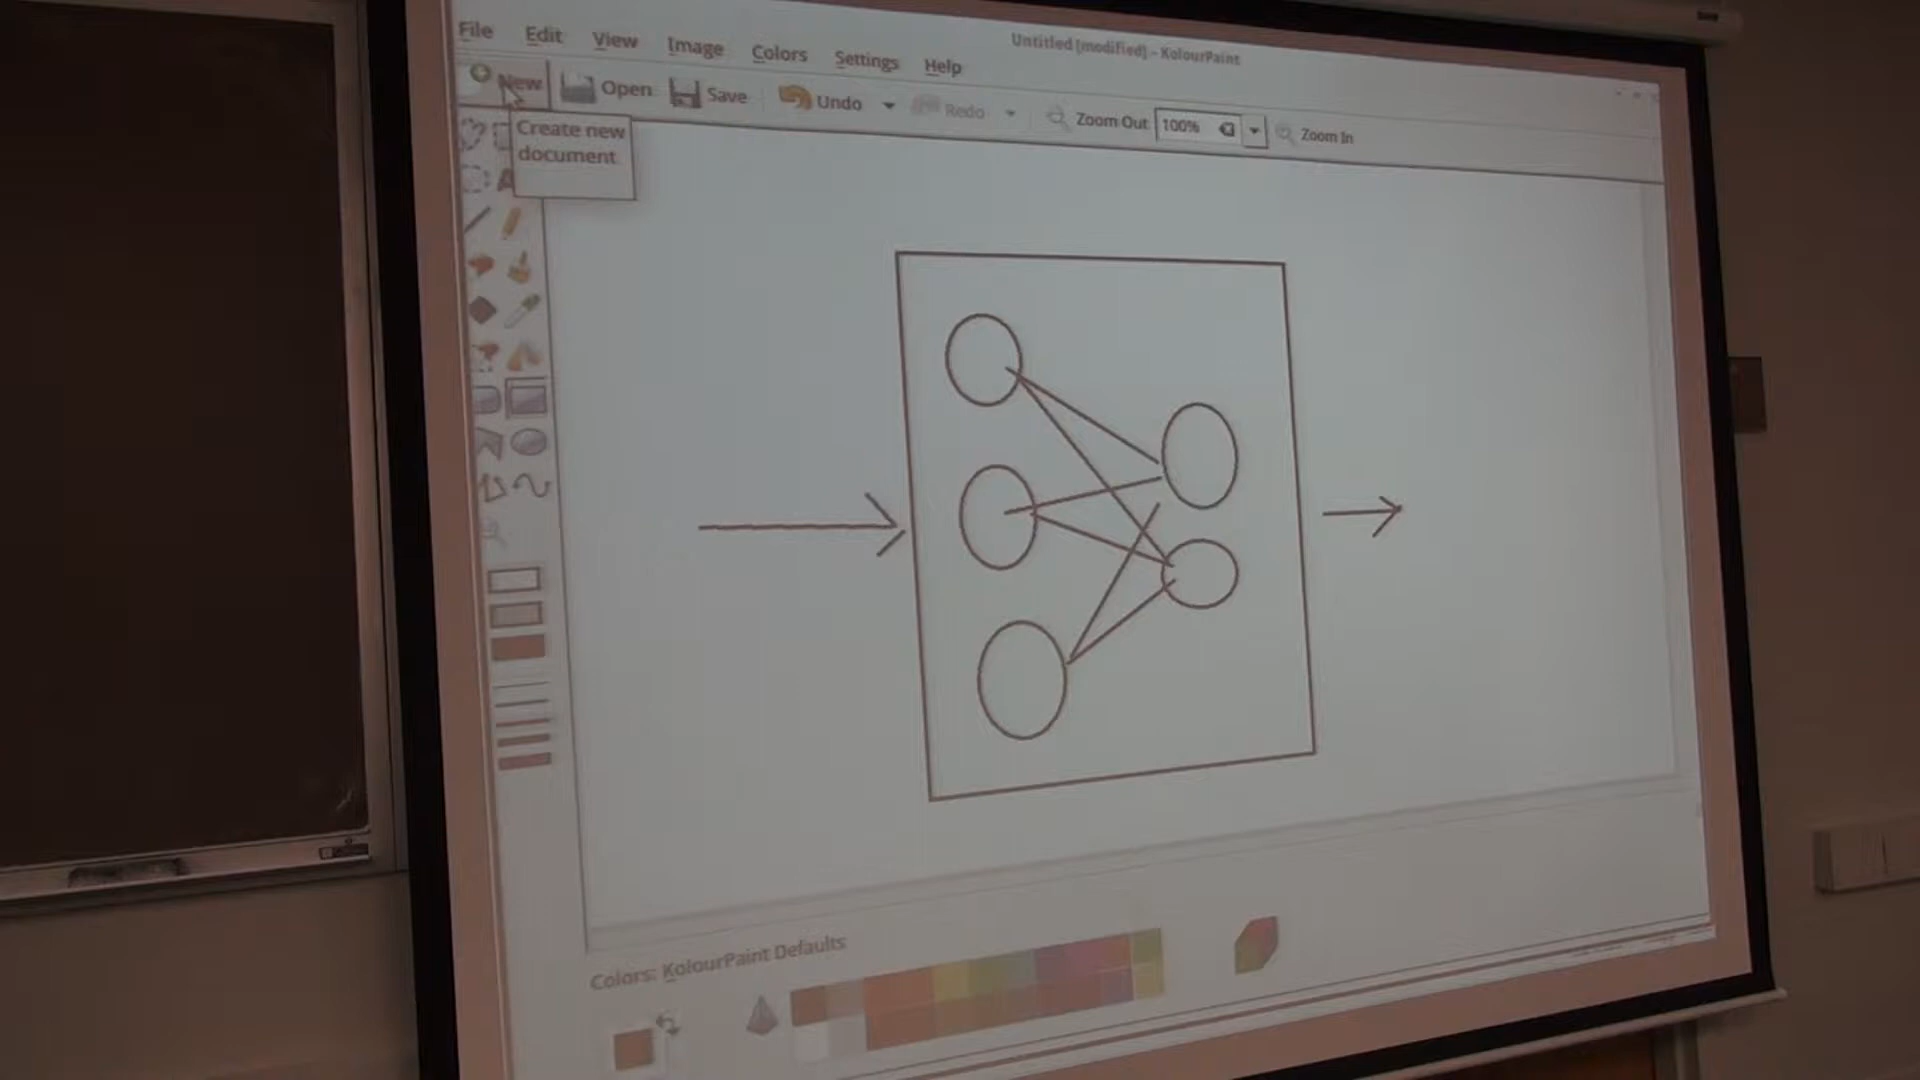 Untitled [modified] - KolourPaint
File Edit View Image Colors Settings Help
New Open Save Undo Redo Zoom Out 100% Zoom In
Create new
document
Colors: KolourPaint Defaults